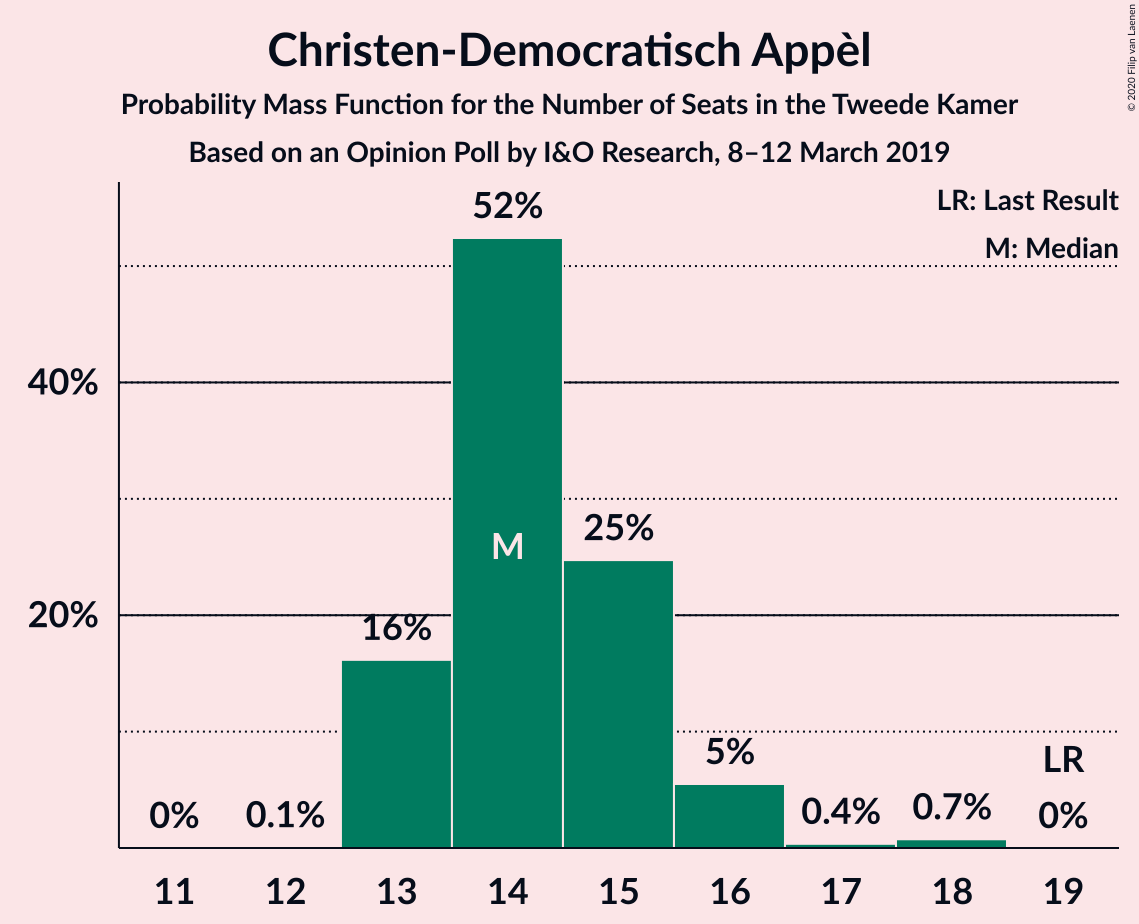 Christen-Democratisch Appèl
Probability Mass Function for the Number of Seats in the Tweede Kamer
Based on an Opinion Poll by I&O Research, 8–12 March 2019
© 2020 Filip van Laenen
LR: Last Result
M: Median
52%
40%
25%
M
20%
16%
5%
LR
0%
0.1%
0.4%
0.7%
0%
11
12
13
14
15
16
17
18
19